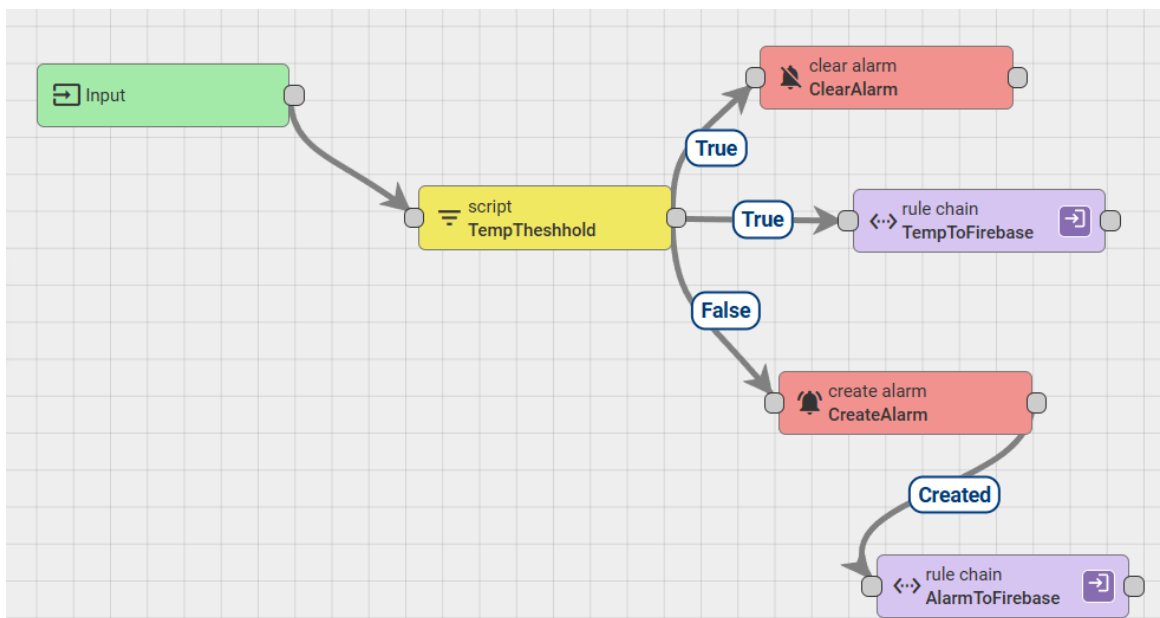 Input
clear alarm
ClearAlarm
True
script
TempTheshhold
True
rule chain
TempToFirebase
False
create alarm
CreateAlarm
Created
rule chain
AlarmToFirebase